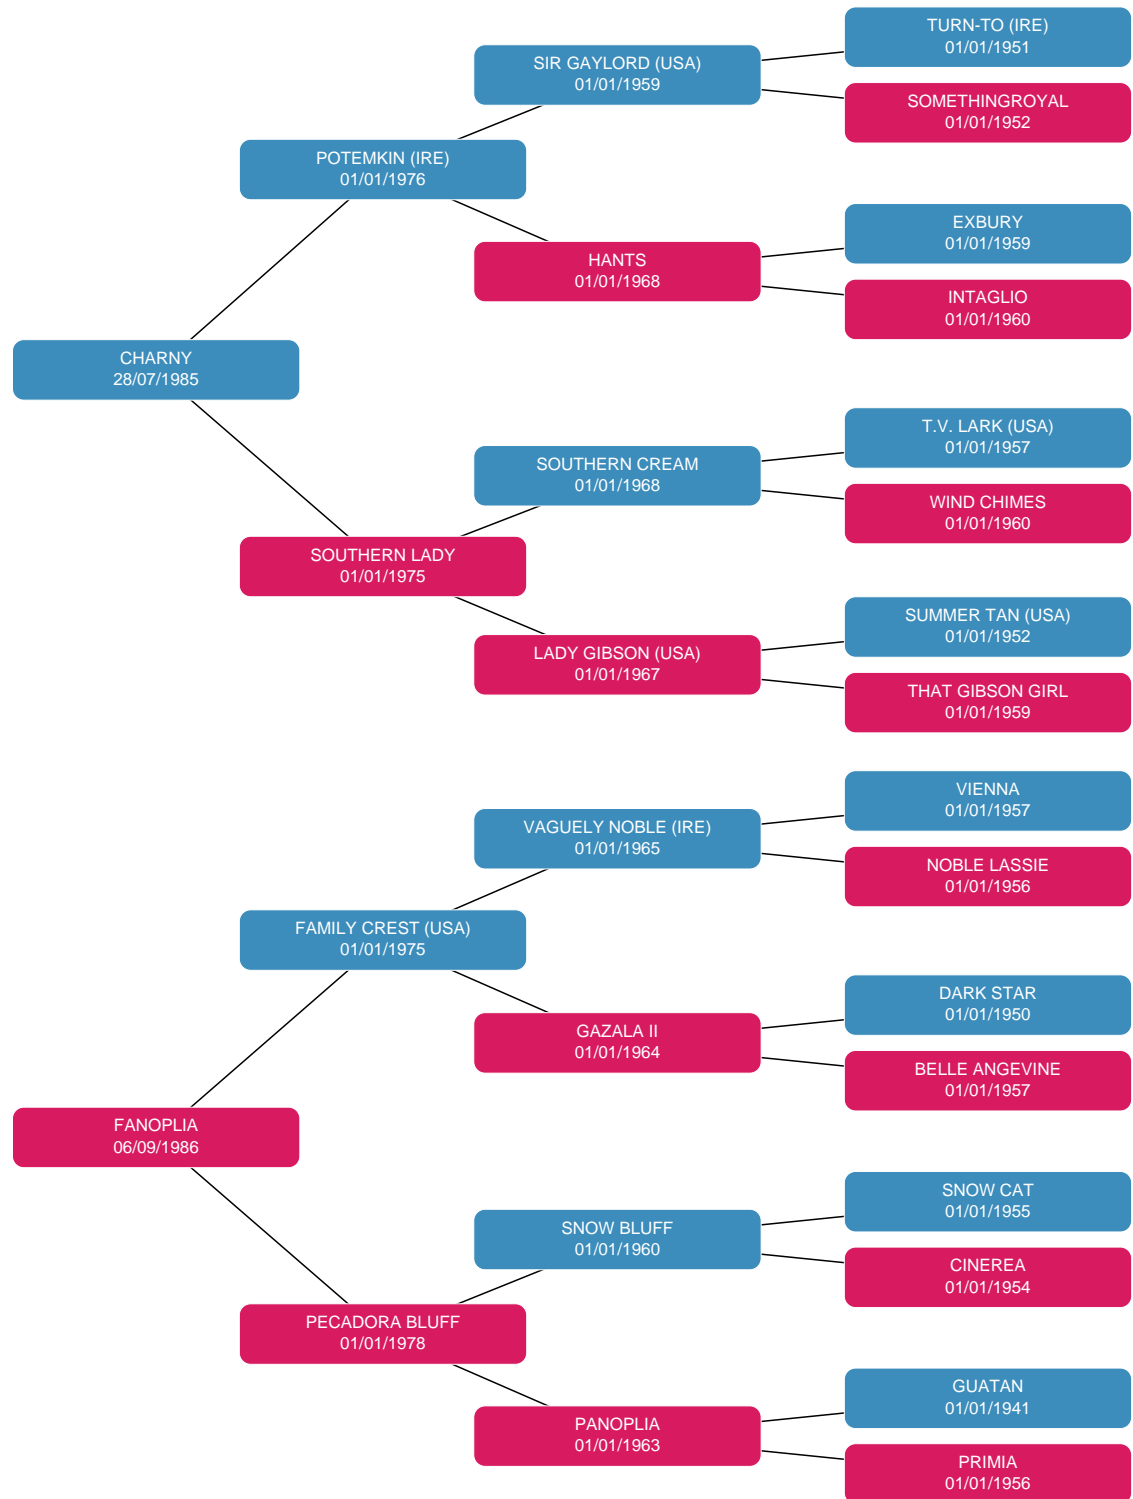 TURN-TO (IRE)
01/01/1951
SIR GAYLORD (USA)
01/01/1959
SOMETHINGROYAL
01/01/1952
POTEMKIN (IRE)
01/01/1976
EXBURY
01/01/1959
HANTS
01/01/1968
INTAGLIO
01/01/1960
CHARNY
28/07/1985
T.V. LARK (USA)
01/01/1957
SOUTHERN CREAM
01/01/1968
WIND CHIMES
01/01/1960
SOUTHERN LADY
01/01/1975
SUMMER TAN (USA)
01/01/1952
LADY GIBSON (USA)
01/01/1967
THAT GIBSON GIRL
01/01/1959
VIENNA
01/01/1957
VAGUELY NOBLE (IRE)
01/01/1965
NOBLE LASSIE
01/01/1956
FAMILY CREST (USA)
01/01/1975
DARK STAR
01/01/1950
GAZALA II
01/01/1964
BELLE ANGEVINE
01/01/1957
FANOPLIA
06/09/1986
SNOW CAT
01/01/1955
SNOW BLUFF
01/01/1960
CINEREA
01/01/1954
PECADORA BLUFF
01/01/1978
GUATAN
01/01/1941
PANOPLIA
01/01/1963
PRIMIA
01/01/1956